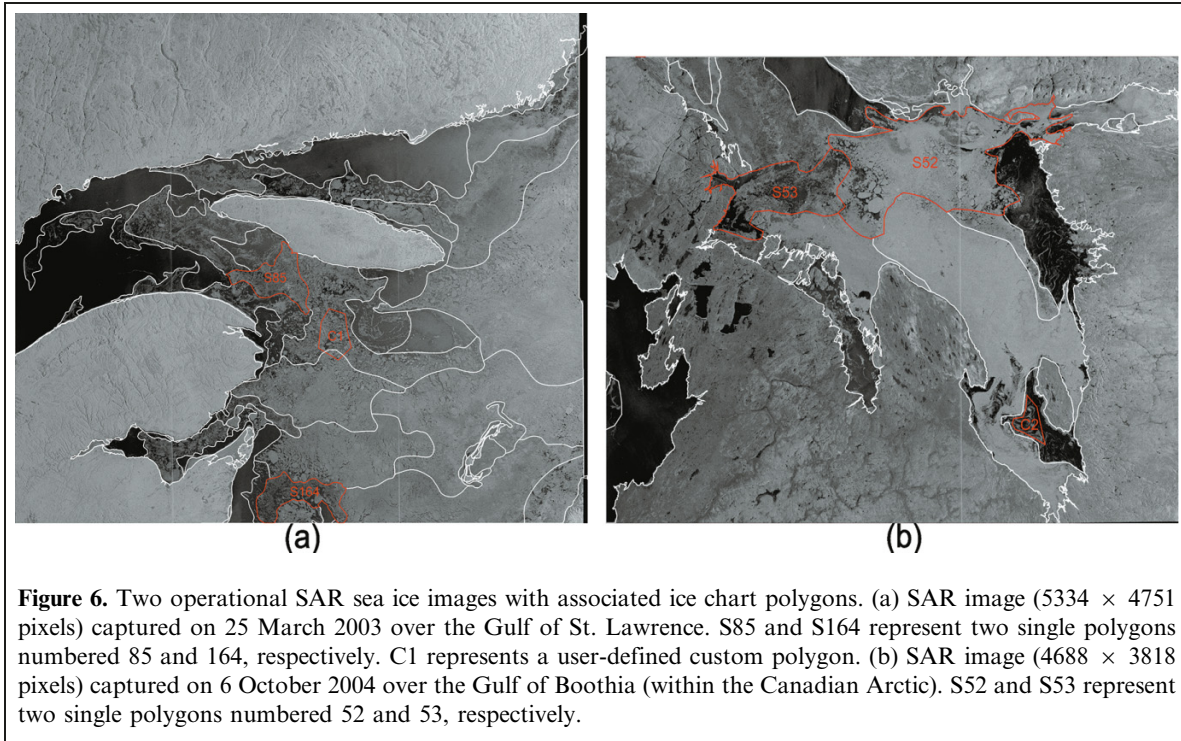 S85
C1
S164
(a)
S52
S53
C2
(b)
Figure 6. Two operational SAR sea ice images with associated ice chart polygons. (a) SAR image (5334 × 4751
pixels) captured on 25 March 2003 over the Gulf of St. Lawrence. S85 and S164 represent two single polygons
numbered 85 and 164, respectively. C1 represents a user-defined custom polygon. (b) SAR image (4688 × 3818
pixels) captured on 6 October 2004 over the Gulf of Boothia (within the Canadian Arctic). S52 and S53 represent
two single polygons numbered 52 and 53, respectively.